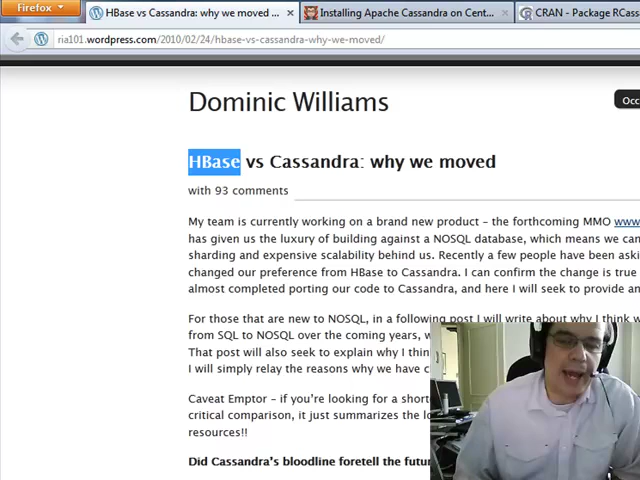 Firefox
HBase vs Cassandra: why we moved ...
Installing Apache Cassandra on Cent...
CRAN - Package RCass
ria101.wordpress.com/2010/02/24/hbase-vs-cassandra-why-we-moved/
Dominic Williams
Occ
HBase vs Cassandra: why we moved
with 93 comments
My team is currently working on a brand new product – the forthcoming MMO www
has given us the luxury of building against a NOSQL database, which means we can
sharding and expensive scalability behind us. Recently a few people have been aski
changed our preference from HBase to Cassandra. I can confirm the change is true
almost completed porting our code to Cassandra, and here I will seek to provide an
For those that are new to NOSQL, in a following post I will write about why I think w
from SQL to NOSQL over the coming years, w
That post will also seek to explain why I thin
I will simply relay the reasons why we have c
Caveat Emptor – if you're looking for a short
critical comparison, it just summarizes the lo
resources!!
Did Cassandra's bloodline foretell the futur